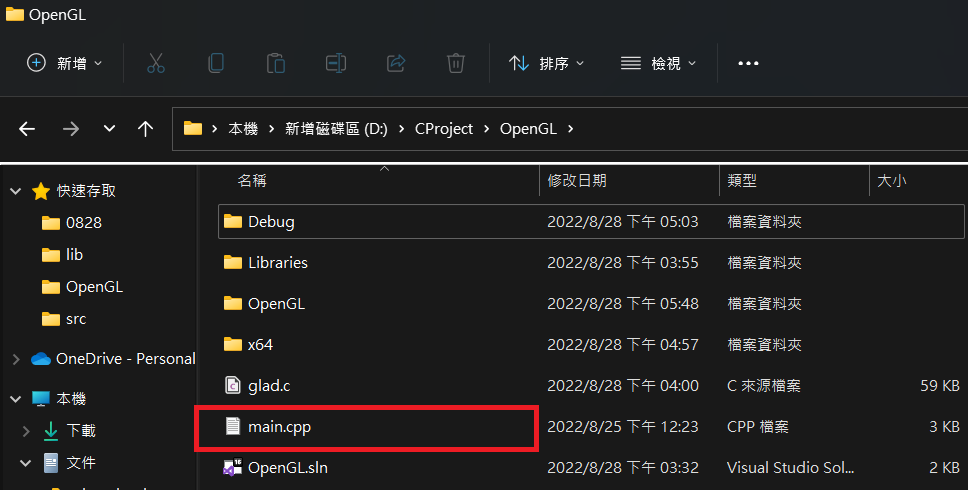 OpenGL
新增 排序 檢視
本機 新增磁碟區 (D:) CProject OpenGL
名稱 修改日期 類型 大小
快速存取
0828
lib
OpenGL
src
OneDrive - Personal
本機
下載
文件
Debug 2022/8/28 下午 05:03 檔案資料夾
Libraries 2022/8/28 下午 03:55 檔案資料夾
OpenGL 2022/8/28 下午 05:48 檔案資料夾
x64 2022/8/28 下午 04:57 檔案資料夾
glad.c 2022/8/28 下午 04:00 C 來源檔案 59 KB
main.cpp 2022/8/25 下午 12:23 CPP 檔案 3 KB
OpenGL.sln 2022/8/28 下午 03:32 Visual Studio Sol... 2 KB